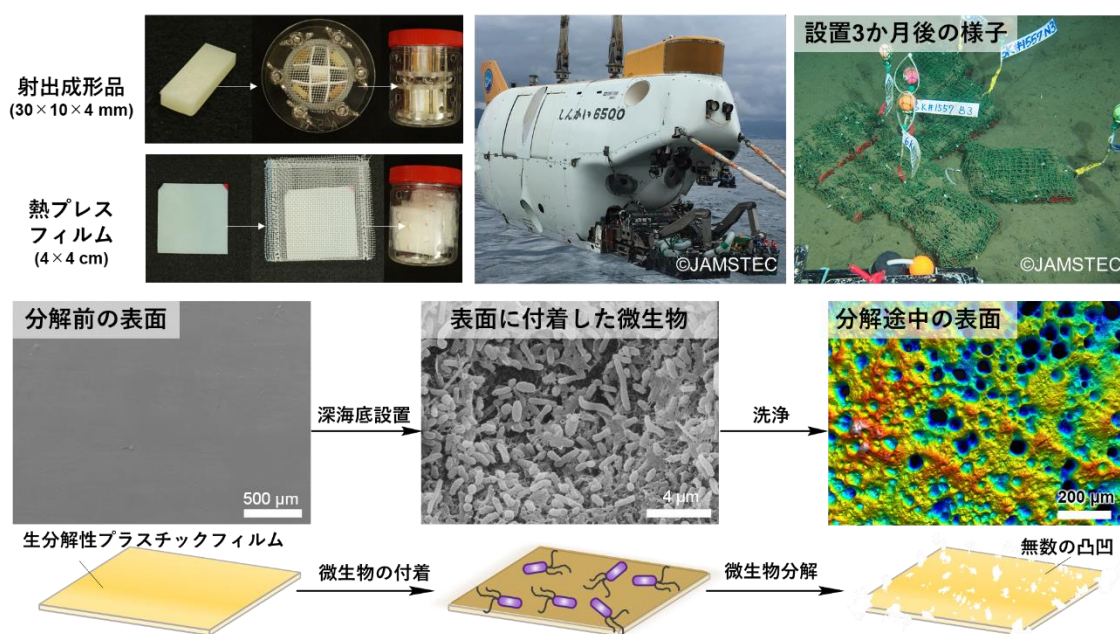 射出成形品
(30×10×4 mm)
熱プレス
フィルム
(4×4 cm)
しんかい6500
©JAMSTEC
設置3か月後の様子
SK#1557 B3
©JAMSTEC
分解前の表面
500 μm
深海底設置
表面に付着した微生物
4 μm
洗浄
分解途中の表面
200 μm
生分解性プラスチックフィルム
微生物の付着
微生物分解
無数の凸凹